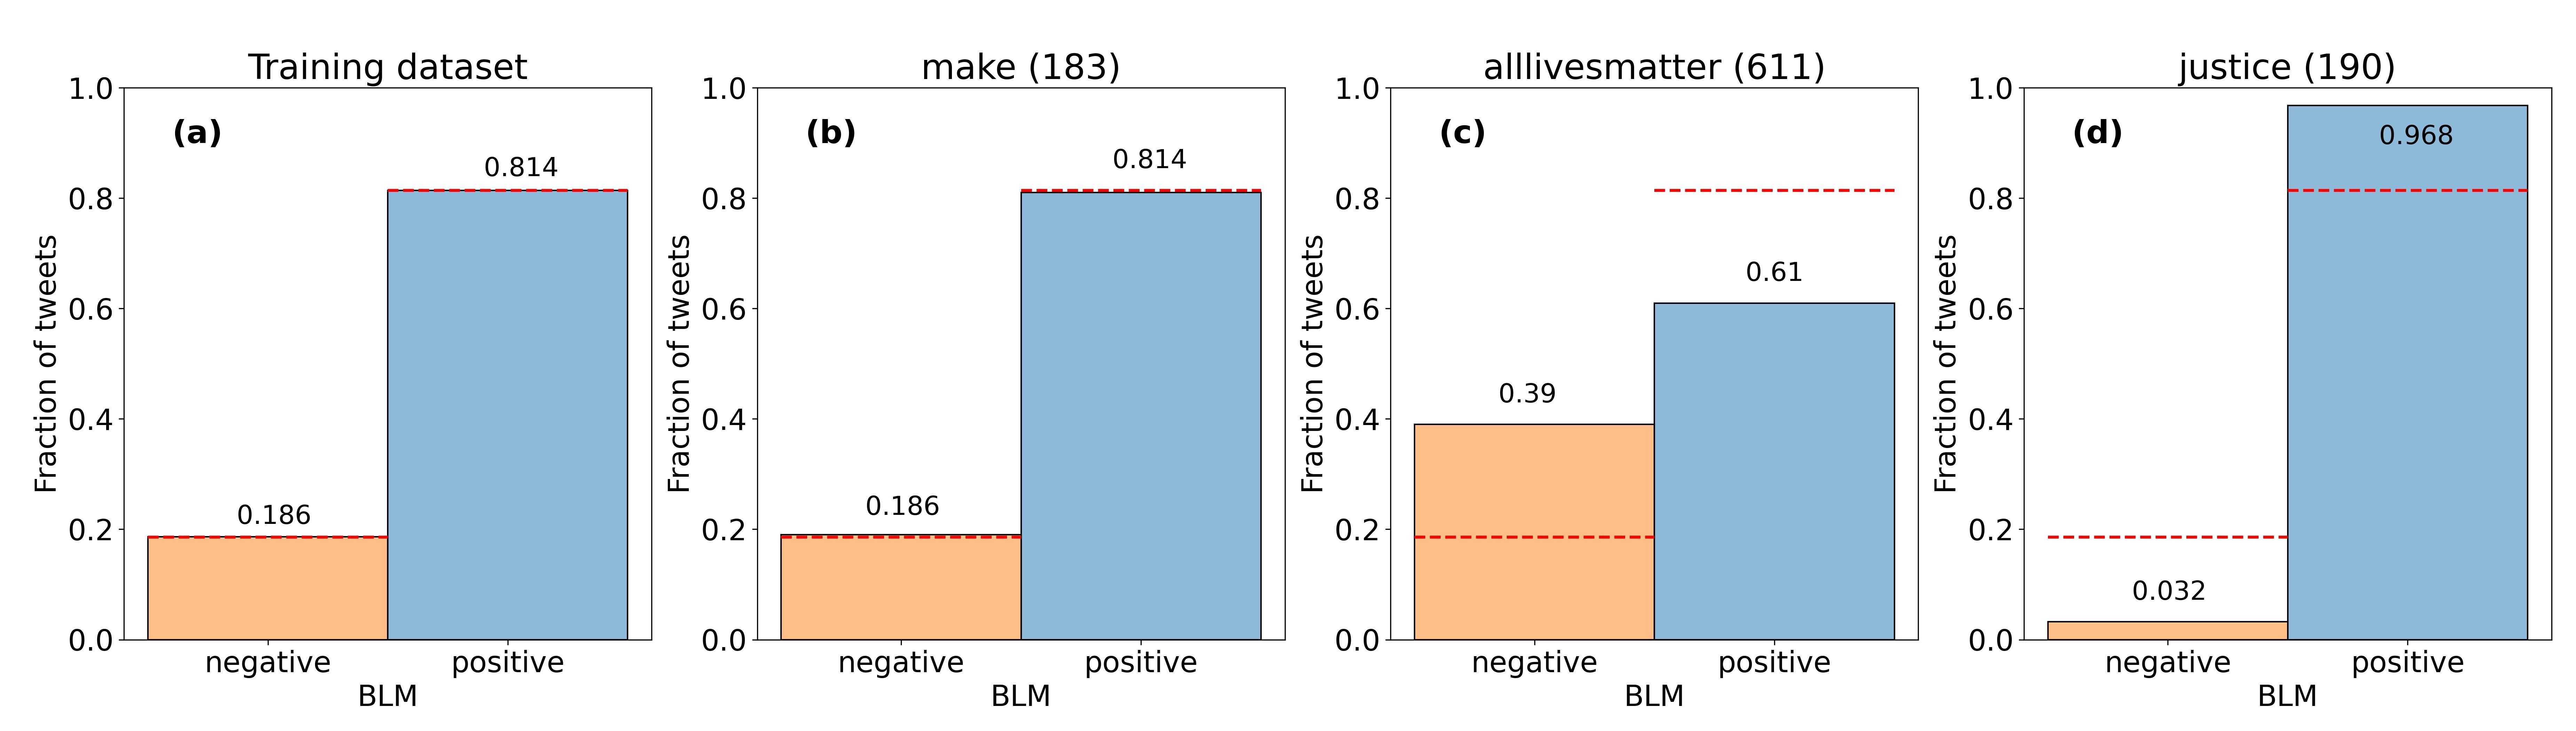 Training dataset
(a)
1.0
0.8
0.6
0.4
0.2
0.0
Fraction of tweets
0.186
0.814
negative
positive
BLM
make (183)
(b)
1.0
0.8
0.6
0.4
0.2
0.0
Fraction of tweets
0.186
0.814
negative
positive
BLM
alllivesmatter (611)
(c)
1.0
0.8
0.6
0.4
0.2
0.0
Fraction of tweets
0.39
0.61
negative
positive
BLM
justice (190)
(d)
1.0
0.8
0.6
0.4
0.2
0.0
Fraction of tweets
0.032
0.968
negative
positive
BLM